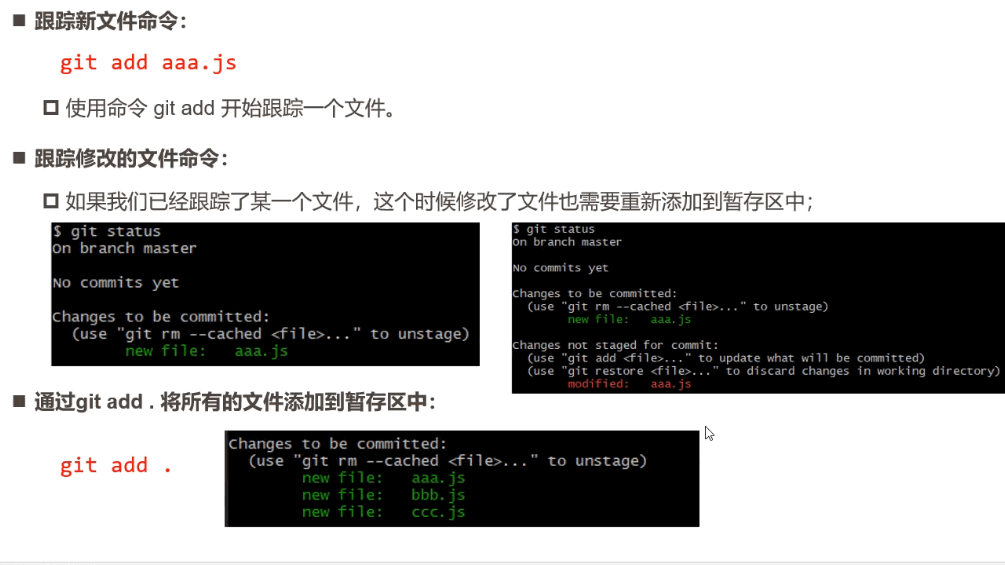 跟踪新文件命令：
git add aaa.js
使用命令 git add 开始跟踪一个文件。
跟踪修改的文件命令：
如果我们已经跟踪了某一个文件，这个时候修改了文件也需要重新添加到暂存区中；
$ git status
On branch master
No commits yet
Changes to be committed:
(use "git rm --cached <file>..." to unstage)
new file:   aaa.js
$ git status
On branch master
No commits yet
Changes to be committed:
(use "git rm --cached <file>..." to unstage)
new file:   aaa.js
Changes not staged for commit:
(use "git add <file>..." to update what will be committed)
(use "git restore <file>..." to discard changes in working directory)
modified:   aaa.js
通过git add . 将所有的文件添加到暂存区中：
git add .
Changes to be committed:
(use "git rm --cached <file>..." to unstage)
new file:   aaa.js
new file:   bbb.js
new file:   ccc.js